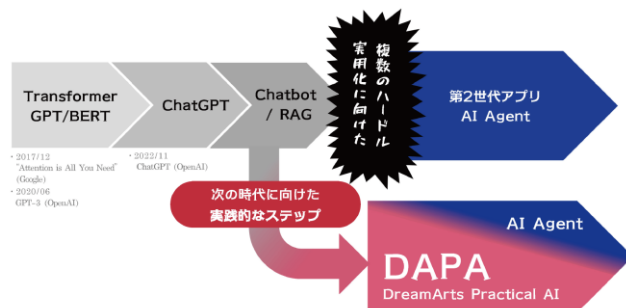 Transformer
GPT/BERT
ChatGPT
Chatbot
/ RAG
実用化に向けた
複数のハードル
第2世代アプリ
AI Agent
・2017/12
"Attention is All You Need"
(Google)
・2020/06
GPT-3 (OpenAI)
・2022/11
ChatGPT (OpenAI)
次の時代に向けた
実践的なステップ
AI Agent
DAPA
DreamArts Practical AI